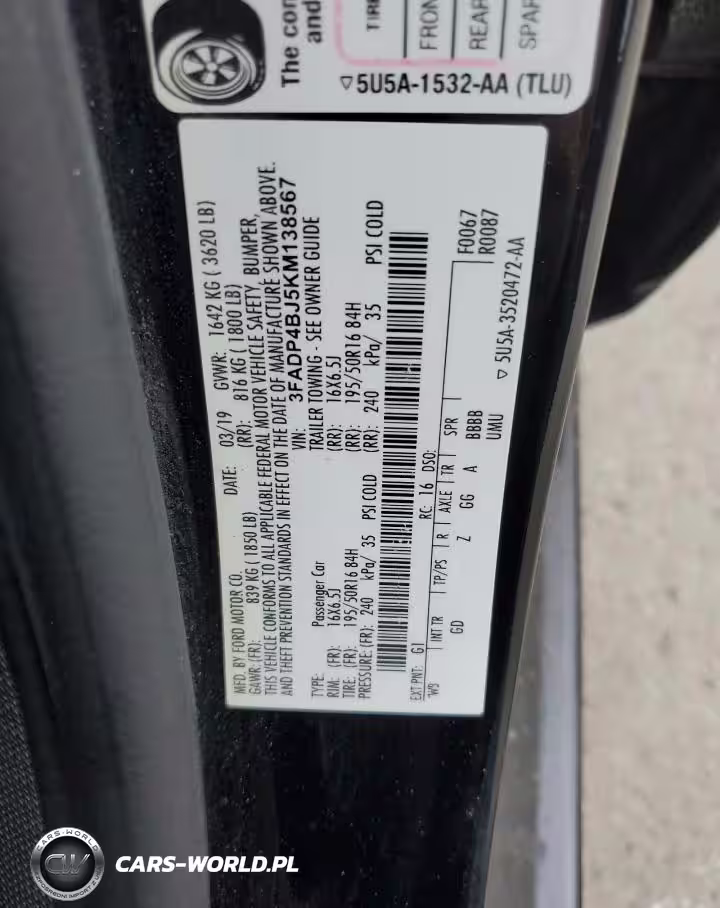 The con
and
TIRE
FRON
REAR
SPAR
▽5U5A-1532-AA (TLU)
MFD. BY FORD MOTOR CO. DATE: 03/19 GVWR: 1642 KG ( 3620 LB)
GAWR: (FR): 839 KG ( 1850 LB) (RR): 816 KG ( 1800 LB)
THIS VEHICLE CONFORMS TO ALL APPLICABLE FEDERAL MOTOR VEHICLE SAFETY, BUMPER,
AND THEFT PREVENTION STANDARDS IN EFFECT ON THE DATE OF MANUFACTURE SHOWN ABOVE.
VIN: 3FADP4BJ5KM138567
TYPE: Passenger Car TRAILER TOWING - SEE OWNER GUIDE
RIM: (FR): 16X6.5J (RR): 16X6.5J
TIRE: (FR): 195/50R16 84H (RR): 195/50R16 84H
PRESSURE: (FR): 240 kPa/ 35 PSI COLD (RR): 240 kPa/ 35 PSI COLD
EXT PNT: G1 RC: 16 DSO: F0067
R0087
INT TR TP/PS R AXLE TR SPR
GD Z GG A BBBB
UMU
▽ 5U5A-3520472-AA
CARS-WORLD
CW
CARS-WORLD.PL